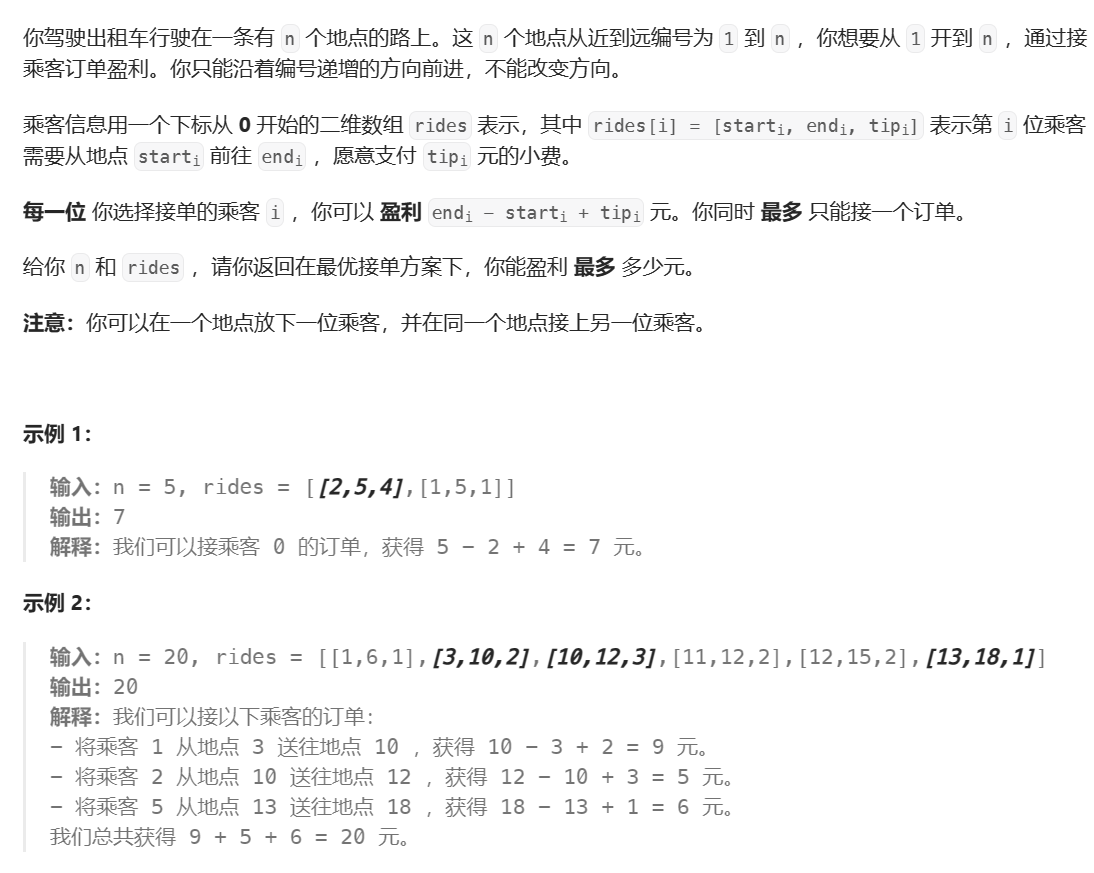 你驾驶出租车行驶在一条有 n 个地点的路上。这 n 个地点从近到远编号为 1 到 n ，你想要从 1 开到 n ，通过接
乘客订单盈利。你只能沿着编号递增的方向前进，不能改变方向。
乘客信息用一个下标从 0 开始的二维数组 rides 表示，其中 rides[i] = [startᵢ, endᵢ, tipᵢ] 表示第 i 位乘客
需要从地点 startᵢ 前往 endᵢ ，愿意支付 tipᵢ 元的小费。
每一位 你选择接单的乘客 i ，你可以 盈利 endᵢ - startᵢ + tipᵢ 元。你同时 最多 只能接一个订单。
给你 n 和 rides ，请你返回在最优接单方案下，你能盈利 最多 多少元。
注意：你可以在一个地点放下一位乘客，并在同一个地点接上另一位乘客。
示例 1：
输入：n = 5, rides = [[2,5,4],[1,5,1]]
输出：7
解释：我们可以接乘客 0 的订单，获得 5 - 2 + 4 = 7 元。
示例 2：
输入：n = 20, rides = [[1,6,1],[3,10,2],[10,12,3],[11,12,2],[12,15,2],[13,18,1]]
输出：20
解释：我们可以接以下乘客的订单：
- 将乘客 1 从地点 3 送往地点 10 ，获得 10 - 3 + 2 = 9 元。
- 将乘客 2 从地点 10 送往地点 12 ，获得 12 - 10 + 3 = 5 元。
- 将乘客 5 从地点 13 送往地点 18 ，获得 18 - 13 + 1 = 6 元。
我们总共获得 9 + 5 + 6 = 20 元。